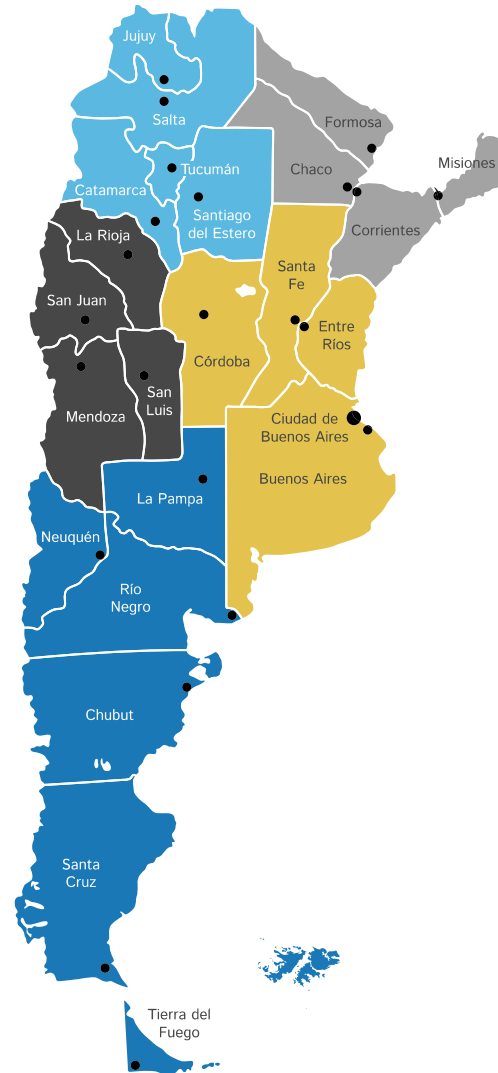 Jujuy
Salta
Formosa
Misiones
Tucumán
Chaco
Catamarca
Santiago
del Estero
Corrientes
La Rioja
Santa
Fe
San Juan
Entre
Ríos
Córdoba
San
Luis
Mendoza
Ciudad de
Buenos Aires
Buenos Aires
La Pampa
Neuquén
Río
Negro
Chubut
Santa
Cruz
Tierra del
Fuego